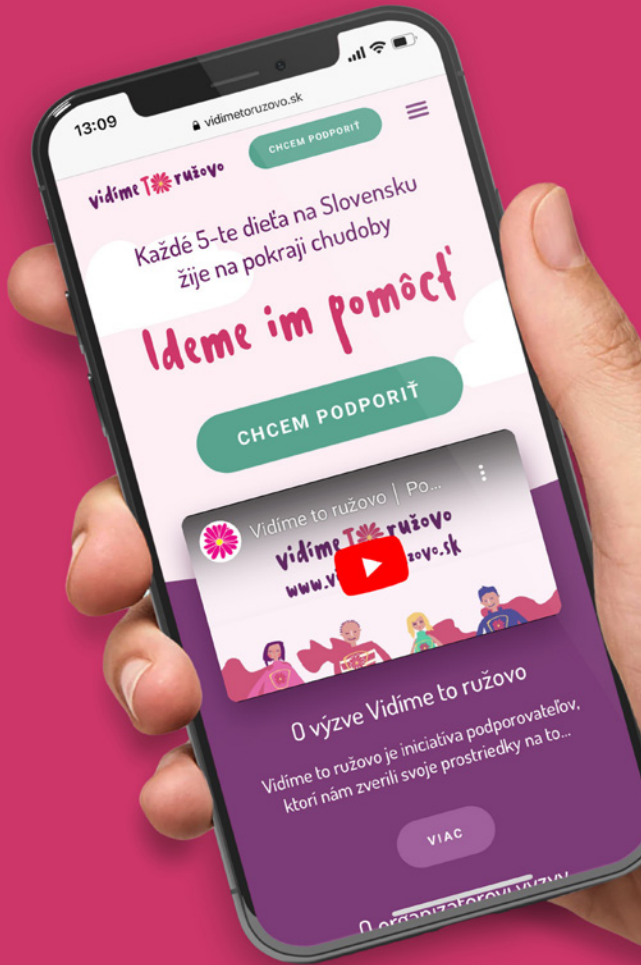 13:09
vidimetoruzovo.sk
vidíme TO ružovo
CHCEM PODPORIŤ
Každé 5-te dieťa na Slovensku
žije na pokraji chudoby
Ideme im pomôcť
CHCEM PODPORIŤ
Vidíme to ružovo | Po...
vidíme TO ružovo
O výzve Vidíme to ružovo
Vidíme to ružovo je iniciatíva podporovateľov,
ktorí nám zverili svoje prostriedky na to...
VIAC
O organizátorovi výzvy